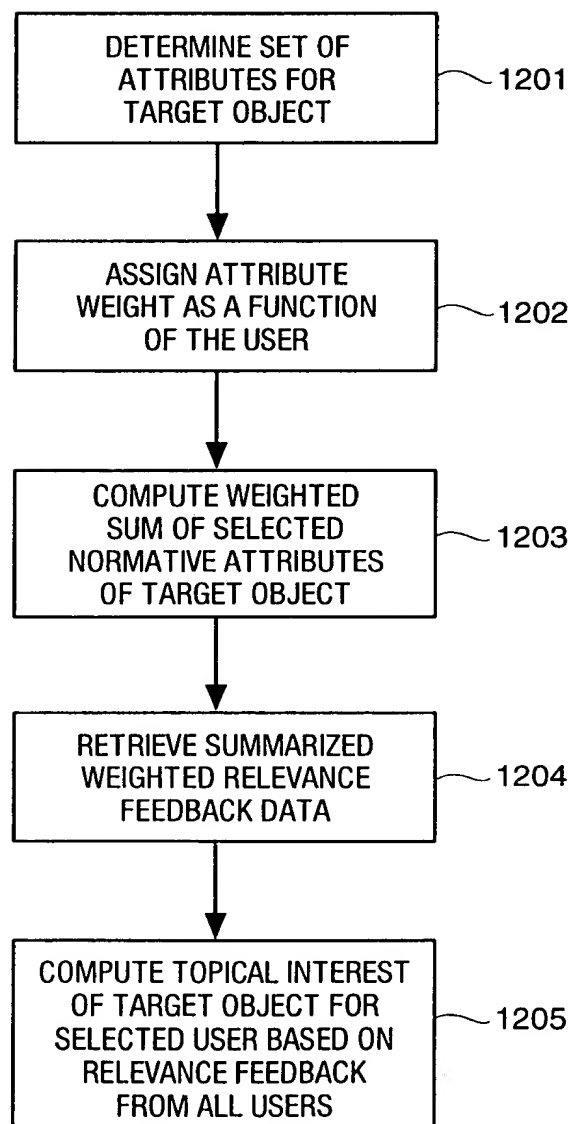 DETERMINE SET OF
ATTRIBUTES FOR
TARGET OBJECT
1201
ASSIGN ATTRIBUTE
WEIGHT AS A FUNCTION
OF THE USER
1202
COMPUTE WEIGHTED
SUM OF SELECTED
NORMATIVE ATTRIBUTES
OF TARGET OBJECT
1203
RETRIEVE SUMMARIZED
WEIGHTED RELEVANCE
FEEDBACK DATA
1204
COMPUTE TOPICAL INTEREST
OF TARGET OBJECT FOR
SELECTED USER BASED ON
RELEVANCE FEEDBACK
FROM ALL USERS
1205